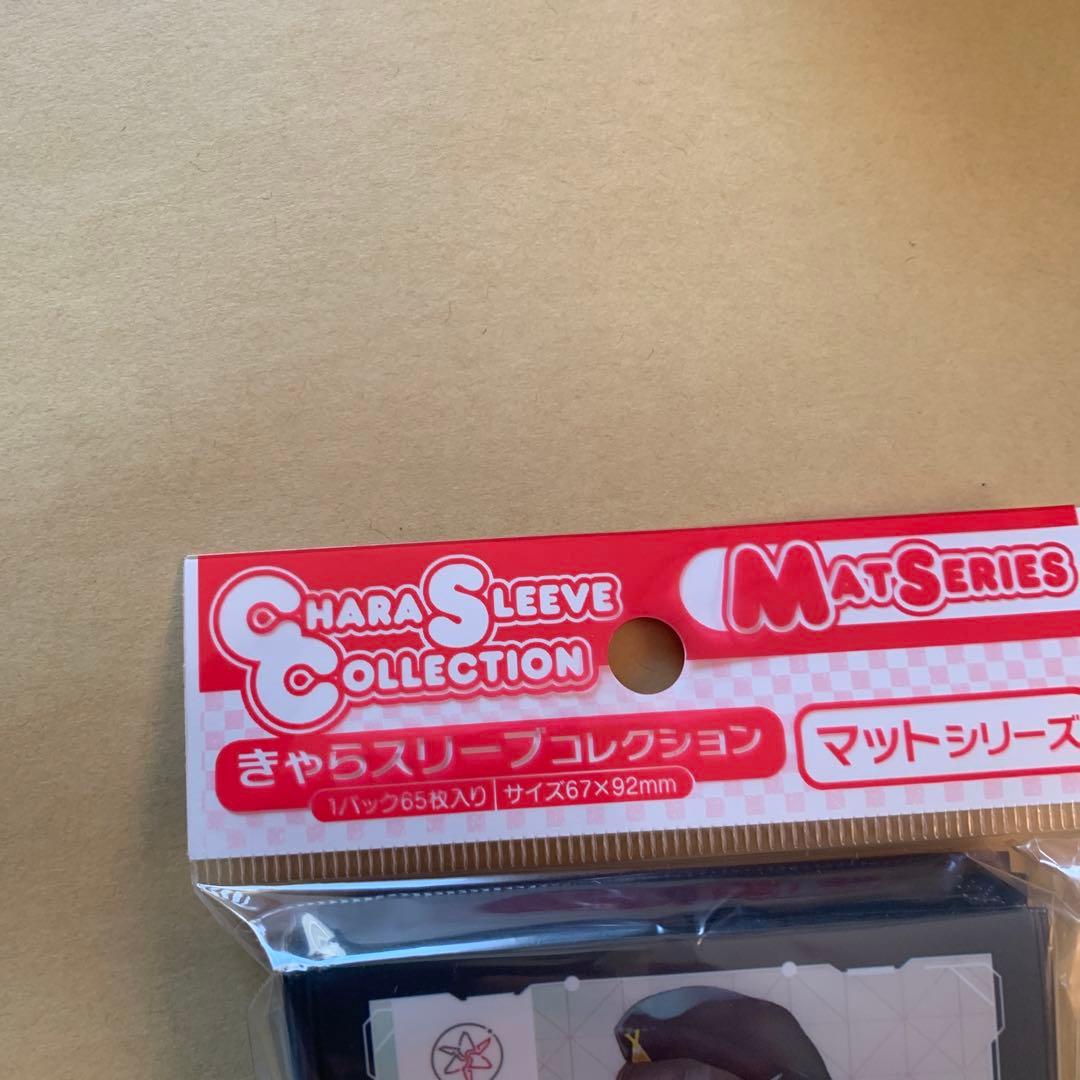 CHARA SLEEVE
COLLECTION
MAT SERIES
きゃらスリーブコレクション
マットシリーズ
1パック65枚入り | サイズ67×92mm